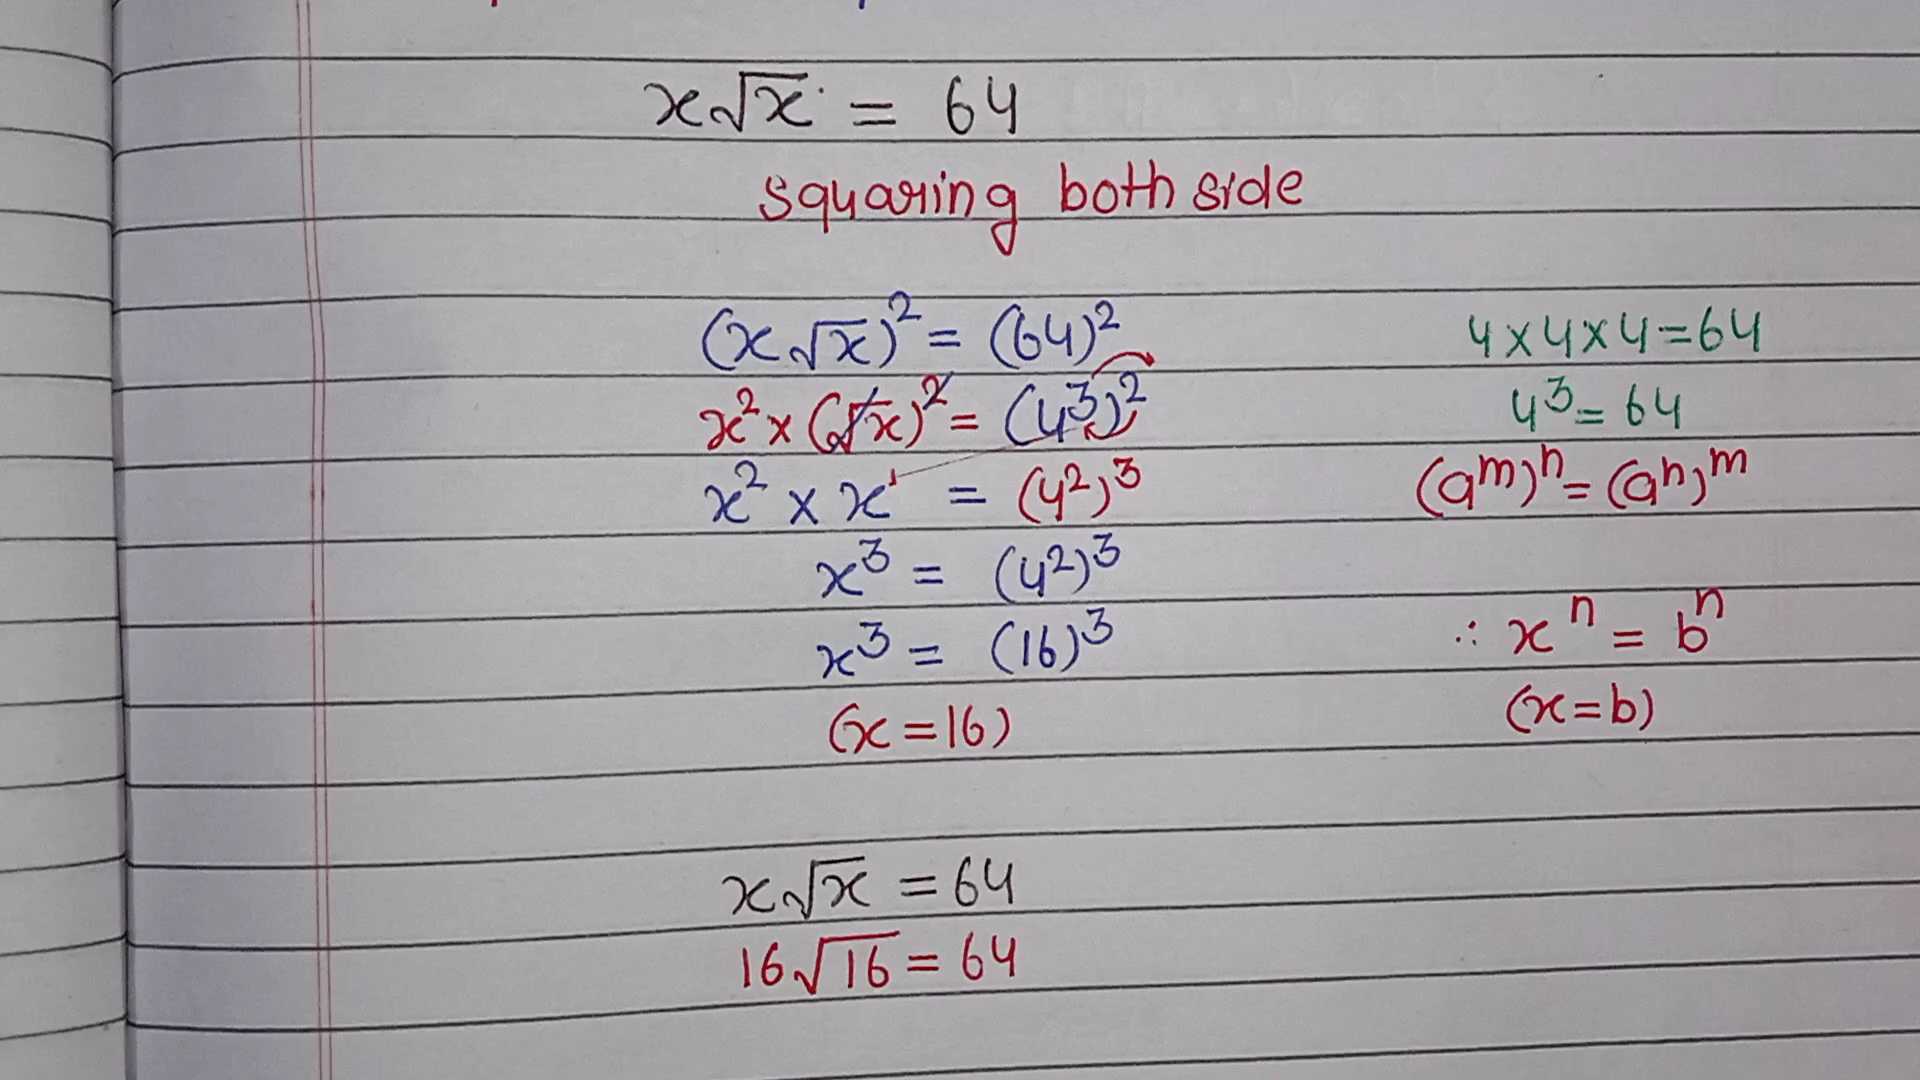 x√x = 64
squaring both side
(x√x)² = (64)²
4×4×4=64
x²×(√x)² = (4³)²
4³=64
x² × x¹ = (4²)³
(aᵐ)ⁿ=(aⁿ)ᵐ
x³ = (4²)³
x³ = (16)³
∴ xⁿ = bⁿ
(x=16)
(x=b)
x√x = 64
16√16 = 64